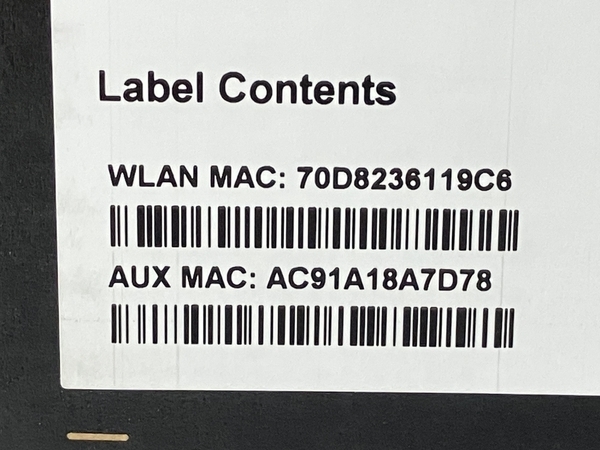 Label Contents
WLAN MAC: 70D8236119C6
AUX MAC: AC91A18A7D78